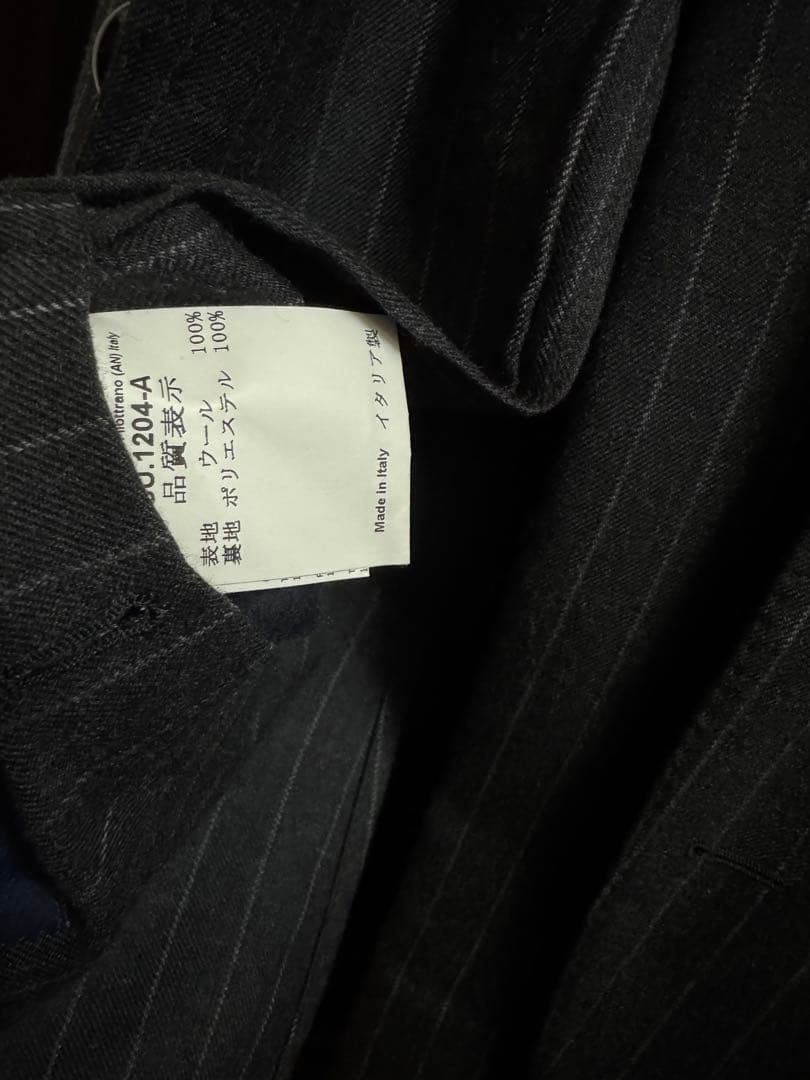 (AN) Italy
.1204-A
品質表示
表地 ウール 100%
裏地 ポリエステル 100%
Made in Italy イタリア製